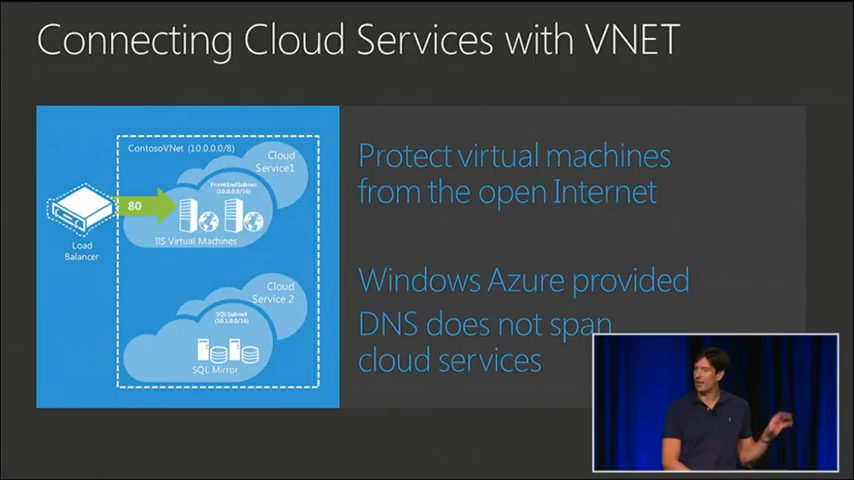 Connecting Cloud Services with VNET
ContosoVNet (10.0.0.0/8)
Cloud
Service1
FrontEndSubnet
(10.0.0.0/16)
80
IIS Virtual Machines
Load
Balancer
Cloud
Service 2
SQLSubnet
(10.1.0.0/16)
SQL Mirror
Protect virtual machines
from the open Internet
Windows Azure provided
DNS does not span
cloud services